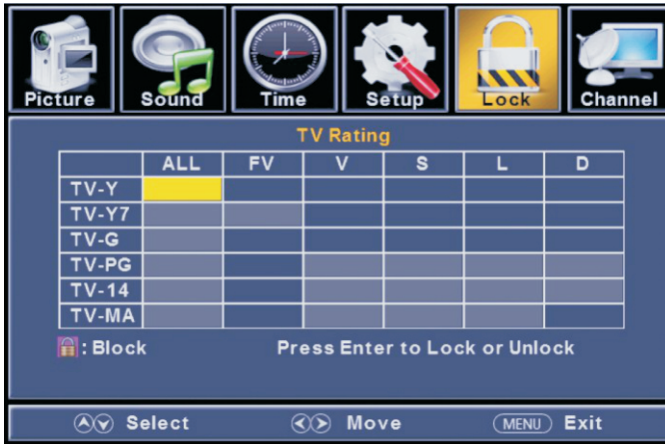 Picture Sound Time Setup Lock Channel
TV Rating
ALL FV V S L D
TV-Y
TV-Y7
TV-G
TV-PG
TV-14
TV-MA
: Block Press Enter to Lock or Unlock
Select Move MENU Exit